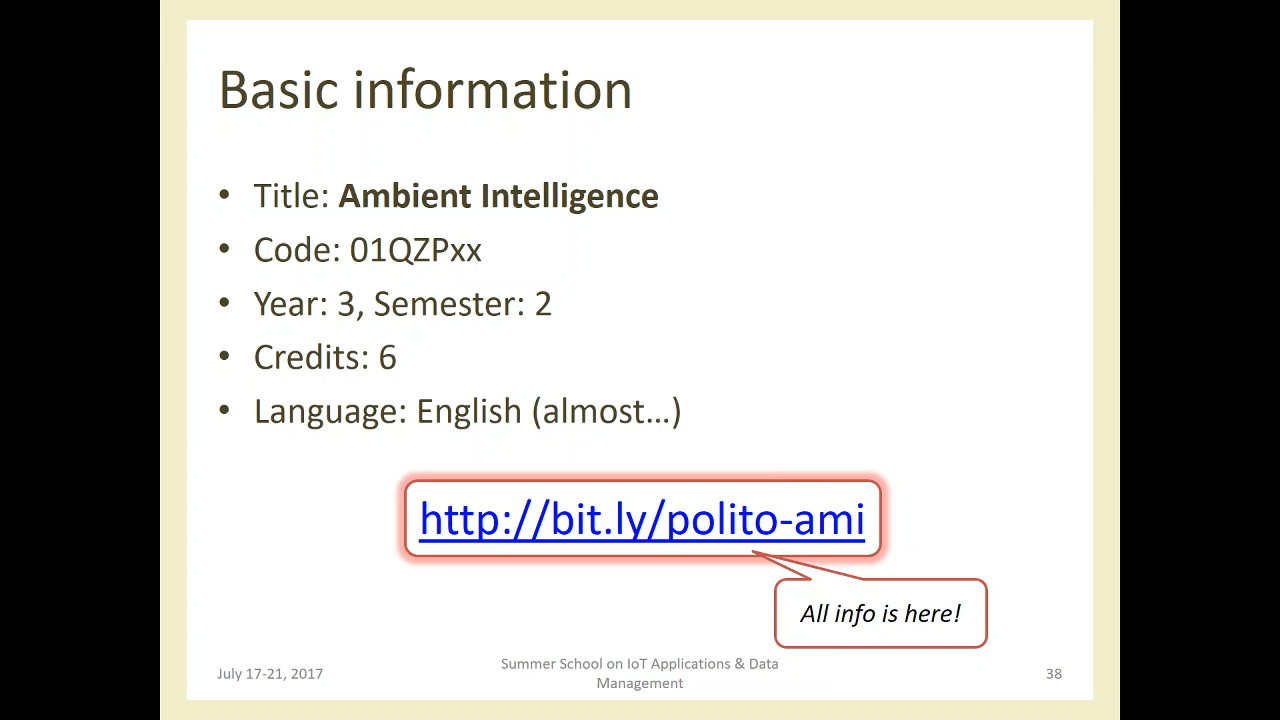 Basic information
• Title: Ambient Intelligence
• Code: 01QZPxx
• Year: 3, Semester: 2
• Credits: 6
• Language: English (almost...)
http://bit.ly/polito-ami
All info is here!
July 17-21, 2017
Summer School on IoT Applications & Data
Management
38